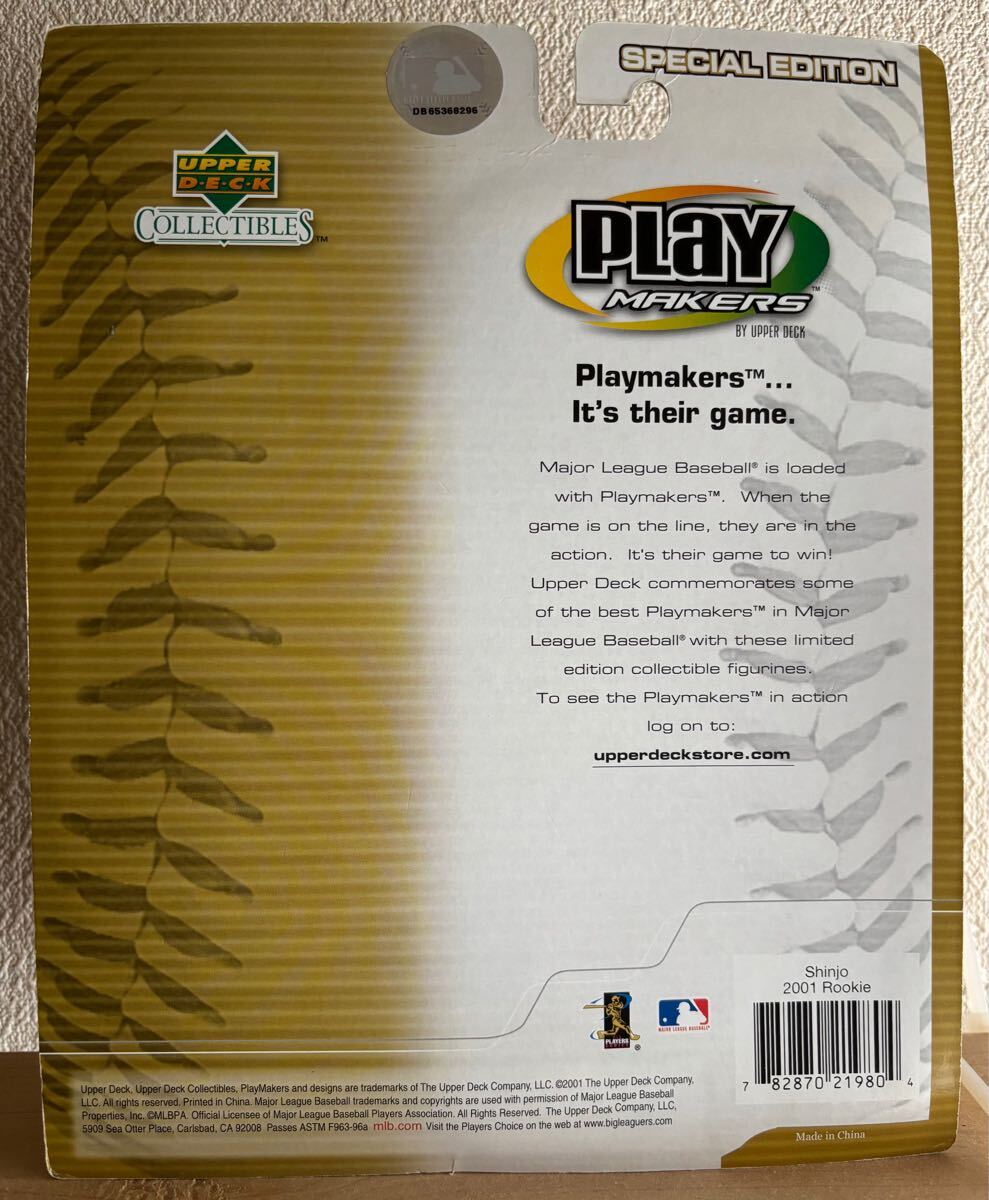 SPECIAL EDITION
DB65368296
UPPER
D·E·C·K
COLLECTIBLES™
PLAY
MAKERS™
BY UPPER DECK
Playmakers™...
It's their game.
Major League Baseball® is loaded
with Playmakers™. When the
game is on the line, they are in the
action. It's their game to win!
Upper Deck commemorates some
of the best Playmakers™ in Major
League Baseball® with these limited
edition collectible figurines.
To see the Playmakers™ in action
log on to:
upperdeckstore.com
Shinjo
2001 Rookie
PLAYERS
®
MAJOR LEAGUE BASEBALL®
7 82870 21980 4
Upper Deck, Upper Deck Collectibles, PlayMakers and designs are trademarks of The Upper Deck Company, LLC. ©2001 The Upper Deck Company,
LLC. All rights reserved. Printed in China. Major League Baseball trademarks and copyrights are used with permission of Major League Baseball
Properties, Inc. ©MLBPA. Official Licensee of Major League Baseball Players Association. All Rights Reserved. The Upper Deck Company, LLC,
5909 Sea Otter Place, Carlsbad, CA 92008 Passes ASTM F963-96a mlb.com Visit the Players Choice on the web at www.bigleaguers.com
Made in China